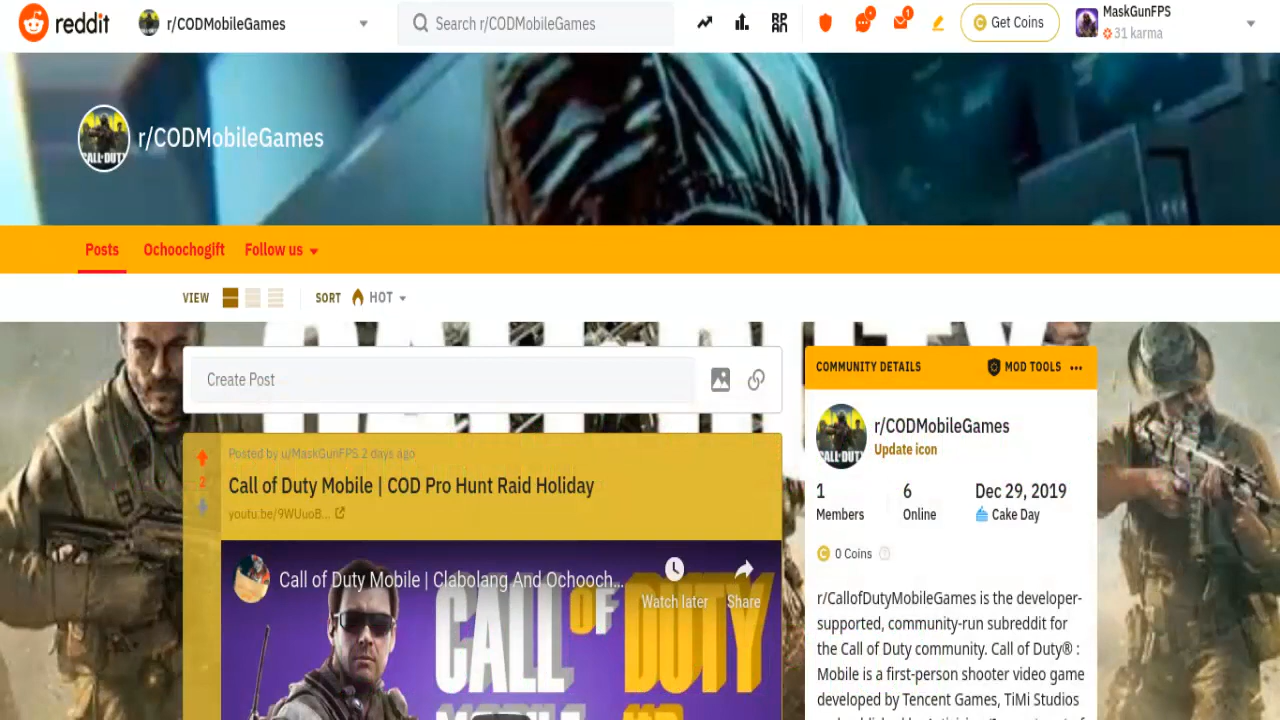 reddit
r/CODMobileGames
Search r/CODMobileGames
1
Get Coins
MaskGunFPS
31 karma
r/CODMobileGames
Posts
Ochoochogift
Follow us
VIEW
SORT
HOT
Create Post
COMMUNITY DETAILS
MOD TOOLS
r/CODMobileGames
Update icon
Posted by u/MaskGunFPS 2 days ago
2
Call of Duty Mobile | COD Pro Hunt Raid Holiday
youtu.be/9WUuoB...
1
6
Dec 29, 2019
Members
Online
Cake Day
0 Coins
Call of Duty Mobile | Clabolang And Ochooch...
Watch later
Share
CALL OF DUTY
r/CallofDutyMobileGames is the developer-
supported, community-run subreddit for
the Call of Duty community. Call of Duty® :
Mobile is a first-person shooter video game
developed by Tencent Games, TiMi Studios